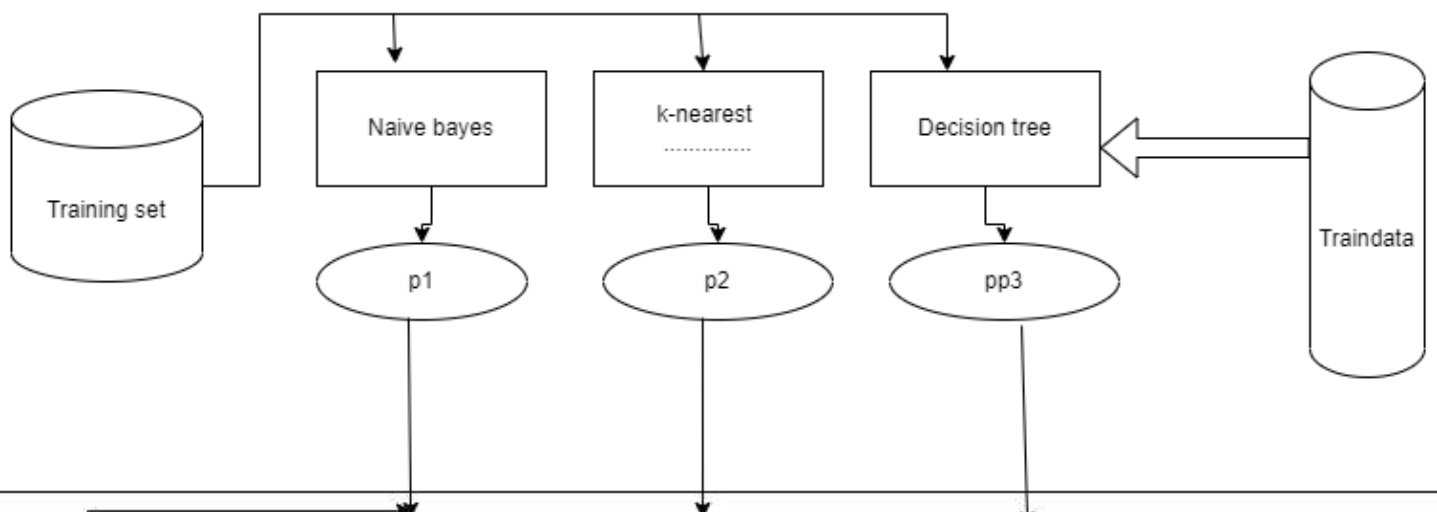 Naive bayes
k-nearest
..............
Decision tree
Training set
Traindata
p1
p2
pp3